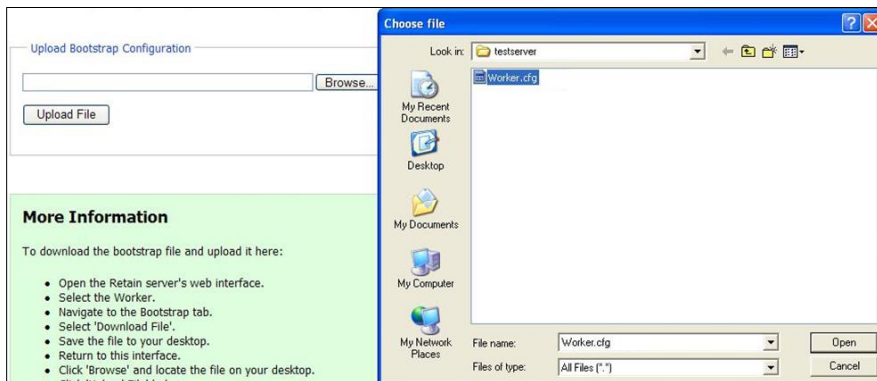 Upload Bootstrap Configuration
Browse...
Upload File
More Information
To download the bootstrap file and upload it here:
• Open the Retain server's web interface.
• Select the Worker.
• Navigate to the Bootstrap tab.
• Select 'Download File'.
• Save the file to your desktop.
• Return to this interface.
• Click 'Browse' and locate the file on your desktop.
Choose file
Look in:
testserver
Worker.cfg
My Recent
Documents
Desktop
My Documents
My Computer
My Network
Places
File name:
Worker.cfg
Open
Files of type:
All Files (*.*)
Cancel